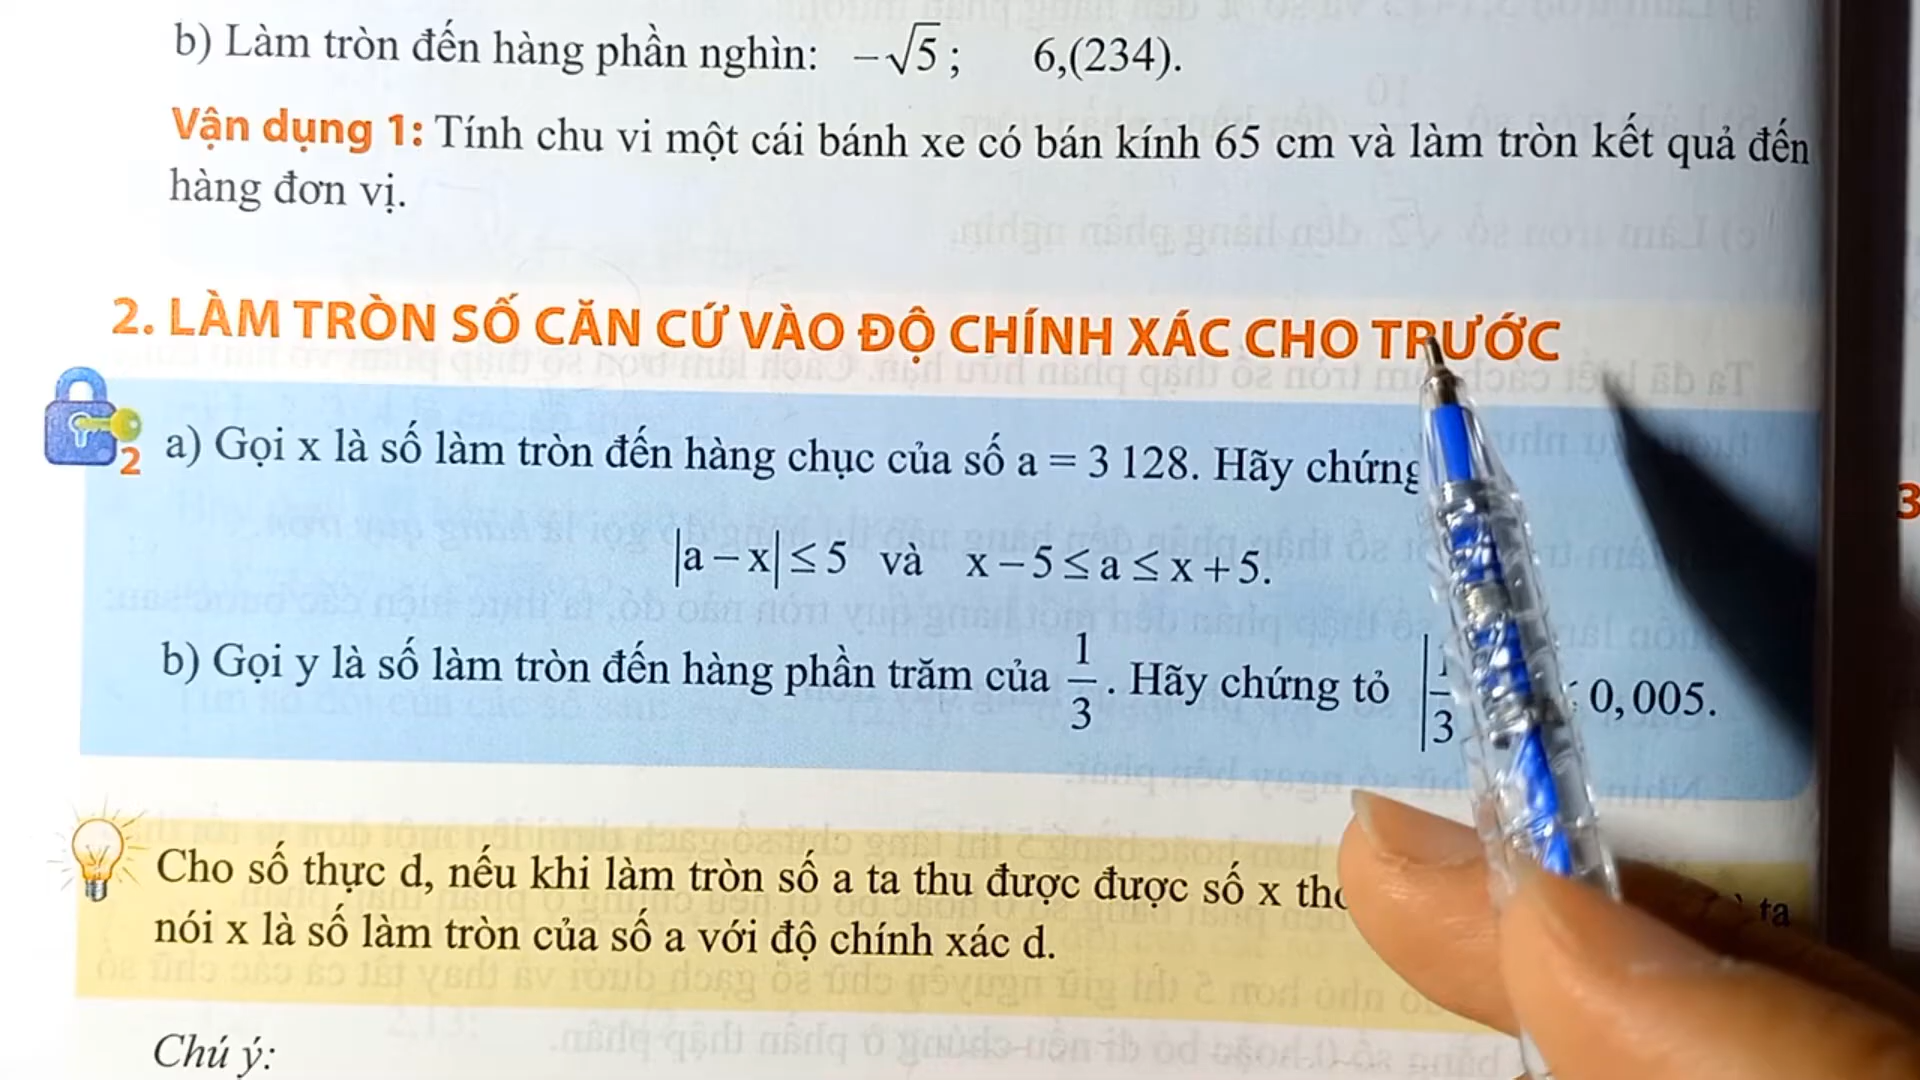 b) Làm tròn đến hàng phần nghìn: −√5; 6,(234).
Vận dụng 1: Tính chu vi một cái bánh xe có bán kính 65 cm và làm tròn kết quả đến
hàng đơn vị.
2. LÀM TRÒN SỐ CĂN CỨ VÀO ĐỘ CHÍNH XÁC CHO TRƯỚC
2 a) Gọi x là số làm tròn đến hàng chục của số a = 3 128. Hãy chứng
|a − x| ≤ 5 và x − 5 ≤ a ≤ x + 5.
b) Gọi y là số làm tròn đến hàng phần trăm của 1/3. Hãy chứng tỏ 0,005.
Cho số thực d, nếu khi làm tròn số a ta thu được được số x ta
nói x là số làm tròn của số a với độ chính xác d.
Chú ý:
3